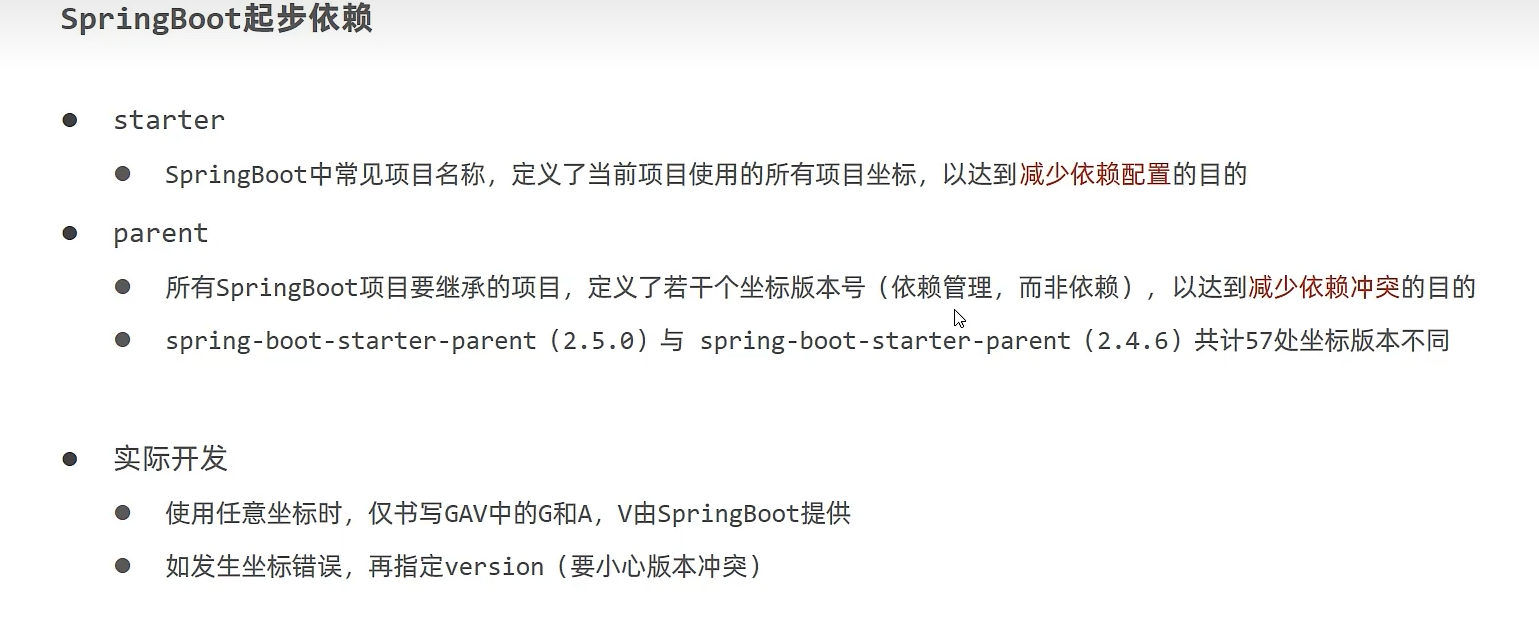 SpringBoot起步依赖
starter
SpringBoot中常见项目名称，定义了当前项目使用的所有项目坐标，以达到减少依赖配置的目的
parent
所有SpringBoot项目要继承的项目，定义了若干个坐标版本号（依赖管理，而非依赖），以达到减少依赖冲突的目的
spring-boot-starter-parent（2.5.0）与 spring-boot-starter-parent（2.4.6）共计57处坐标版本不同
实际开发
使用任意坐标时，仅书写GAV中的G和A，V由SpringBoot提供
如发生坐标错误，再指定version（要小心版本冲突）